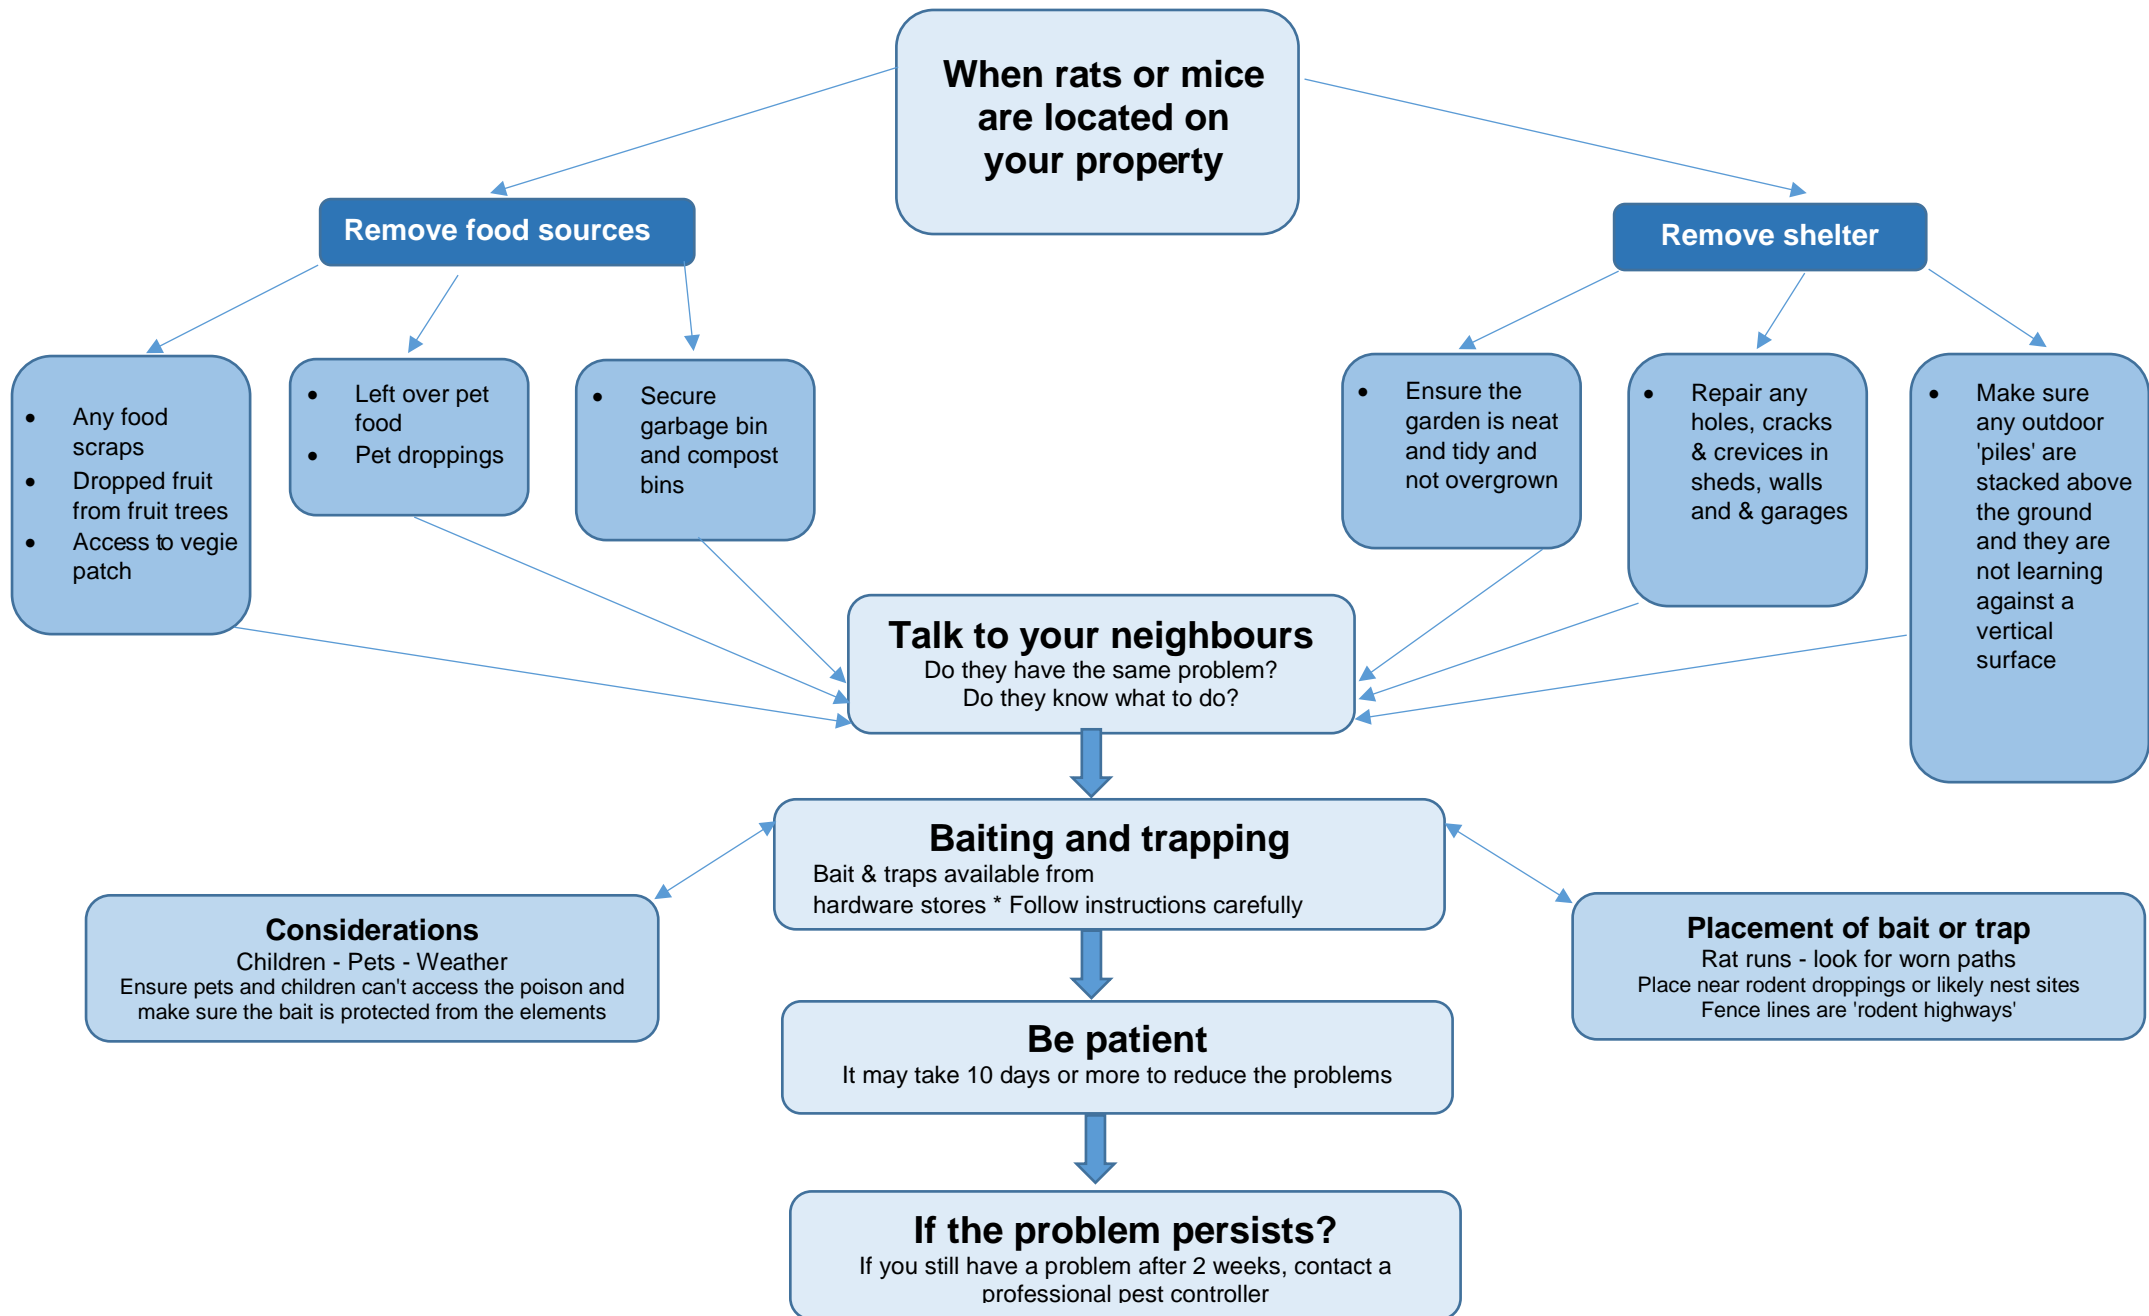 When rats or mice
are located on
your property
Remove food sources
Remove shelter
• Any food
scraps
• Dropped fruit
from fruit trees
• Access to vegie
patch
• Left over pet
food
• Pet droppings
• Secure
garbage bin
and compost
bins
• Ensure the
garden is neat
and tidy and
not overgrown
• Repair any
holes, cracks
& crevices in
sheds, walls
and & garages
• Make sure
any outdoor
'piles' are
stacked above
the ground
and they are
not learning
against a
vertical
surface
Talk to your neighbours
Do they have the same problem?
Do they know what to do?
Baiting and trapping
Bait & traps available from
hardware stores * Follow instructions carefully
Considerations
Children - Pets - Weather
Ensure pets and children can't access the poison and
make sure the bait is protected from the elements
Placement of bait or trap
Rat runs - look for worn paths
Place near rodent droppings or likely nest sites
Fence lines are 'rodent highways'
Be patient
It may take 10 days or more to reduce the problems
If the problem persists?
If you still have a problem after 2 weeks, contact a
professional pest controller